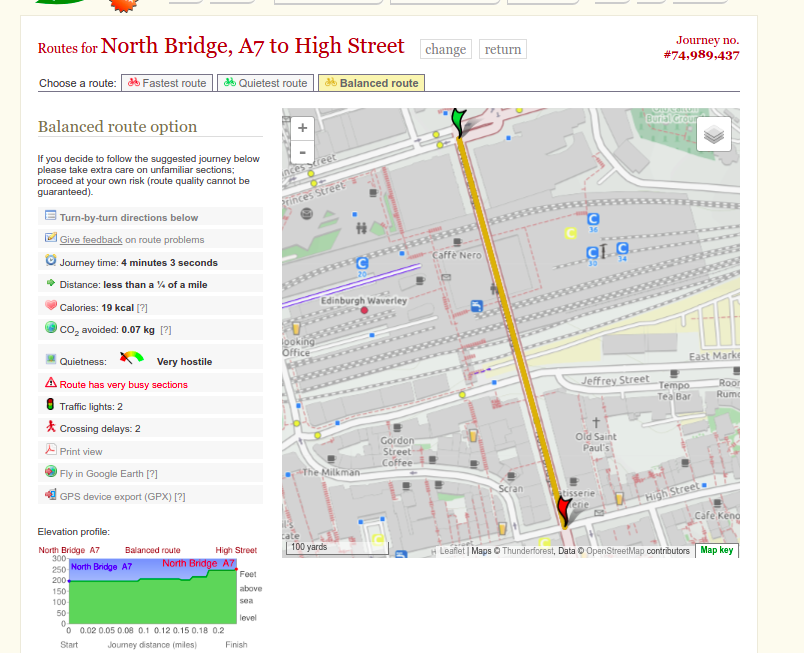 Routes for North Bridge, A7 to High Street
change
return
Journey no.
#74,989,437
Choose a route:
Fastest route
Quietest route
Balanced route
Balanced route option
If you decide to follow the suggested journey below
please take extra care on unfamiliar sections;
proceed at your own risk (route quality cannot be
guaranteed).
Turn-by-turn directions below
Give feedback on route problems
Journey time: 4 minutes 3 seconds
Distance: less than a ¼ of a mile
Calories: 19 kcal [?]
CO2 avoided: 0.07 kg [?]
Quietness: Very hostile
Route has very busy sections
Traffic lights: 2
Crossing delays: 2
Print view
Fly in Google Earth [?]
GPS device export (GPX) [?]
Elevation profile:
North Bridge A7
Balanced route
High Street
300
250
200
150
100
50
0
North Bridge A7
North Bridge A7
Feet
above
sea
level
0 0.02 0.05 0.08 0.1 0.12 0.15 0.18 0.2
Start
Journey distance (miles)
Finish
+
-
Burial Ground
Princes Street
Caffè Nero
C
20
C
36
C
30
C
34
Edinburgh Waverley
Office
East Marke
Jeffrey Street
Tempo
Tea Bar
Old Saint
Paul's
Gordon
Street
Coffee
The Milkman
Scran
High Street
100 yards
Leaflet | Maps © Thunderforest, Data © OpenStreetMap contributors
Map key